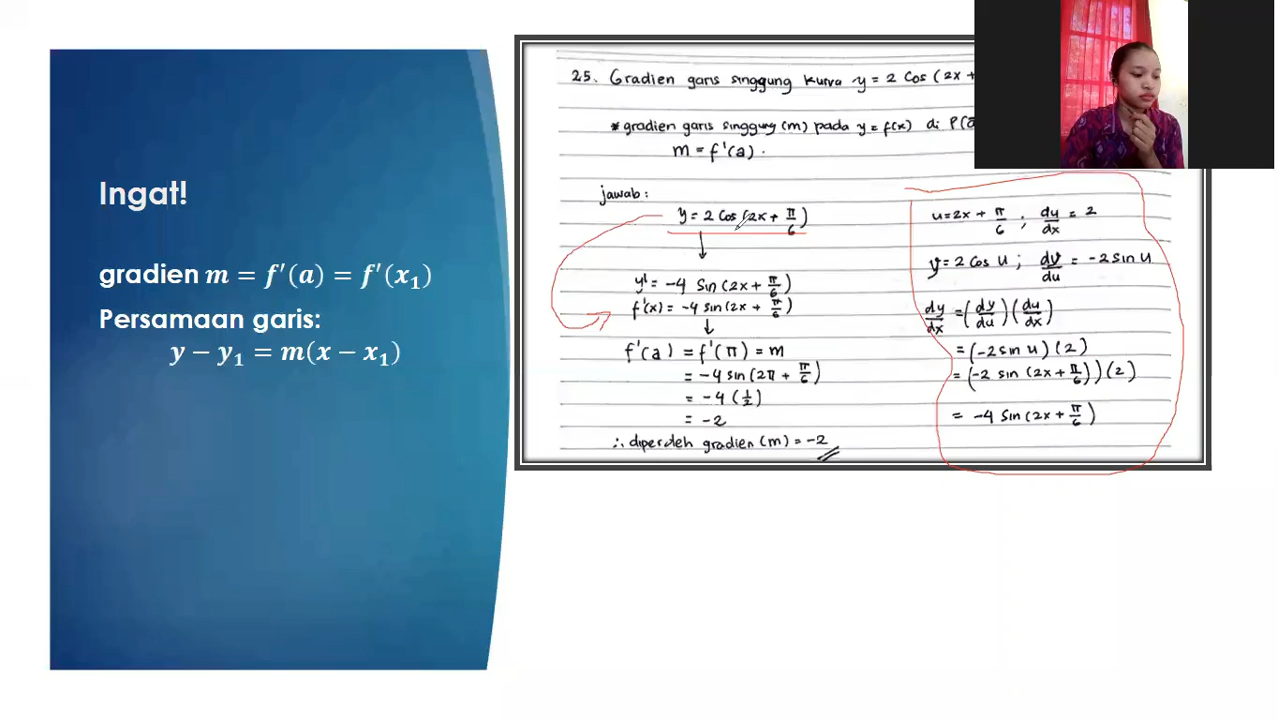 Ingat!
gradien m = f'(a) = f'(x₁)
Persamaan garis:
y − y₁ = m(x − x₁)
25. Gradien garis singgung kurva y = 2 Cos (2x +
* gradien garis singgung (m) pada y = f(x) di P(a
m = f'(a).
jawab:
y = 2 Cos (2x + π/6)
y' = -4 Sin (2x + π/6)
f'(x) = -4 sin (2x + π/6)
f'(a) = f'(π) = m
= -4 sin (2π + π/6)
= -4 (1/2)
= -2
∴ diperoleh gradien (m) = -2
u = 2x + π/6 ; du/dx = 2
y = 2 Cos u ; dy/du = -2 sin u
dy/dx = (dy/du) (du/dx)
= (-2 sin u) (2)
= (-2 sin (2x + π/6)) (2)
= -4 Sin (2x + π/6)